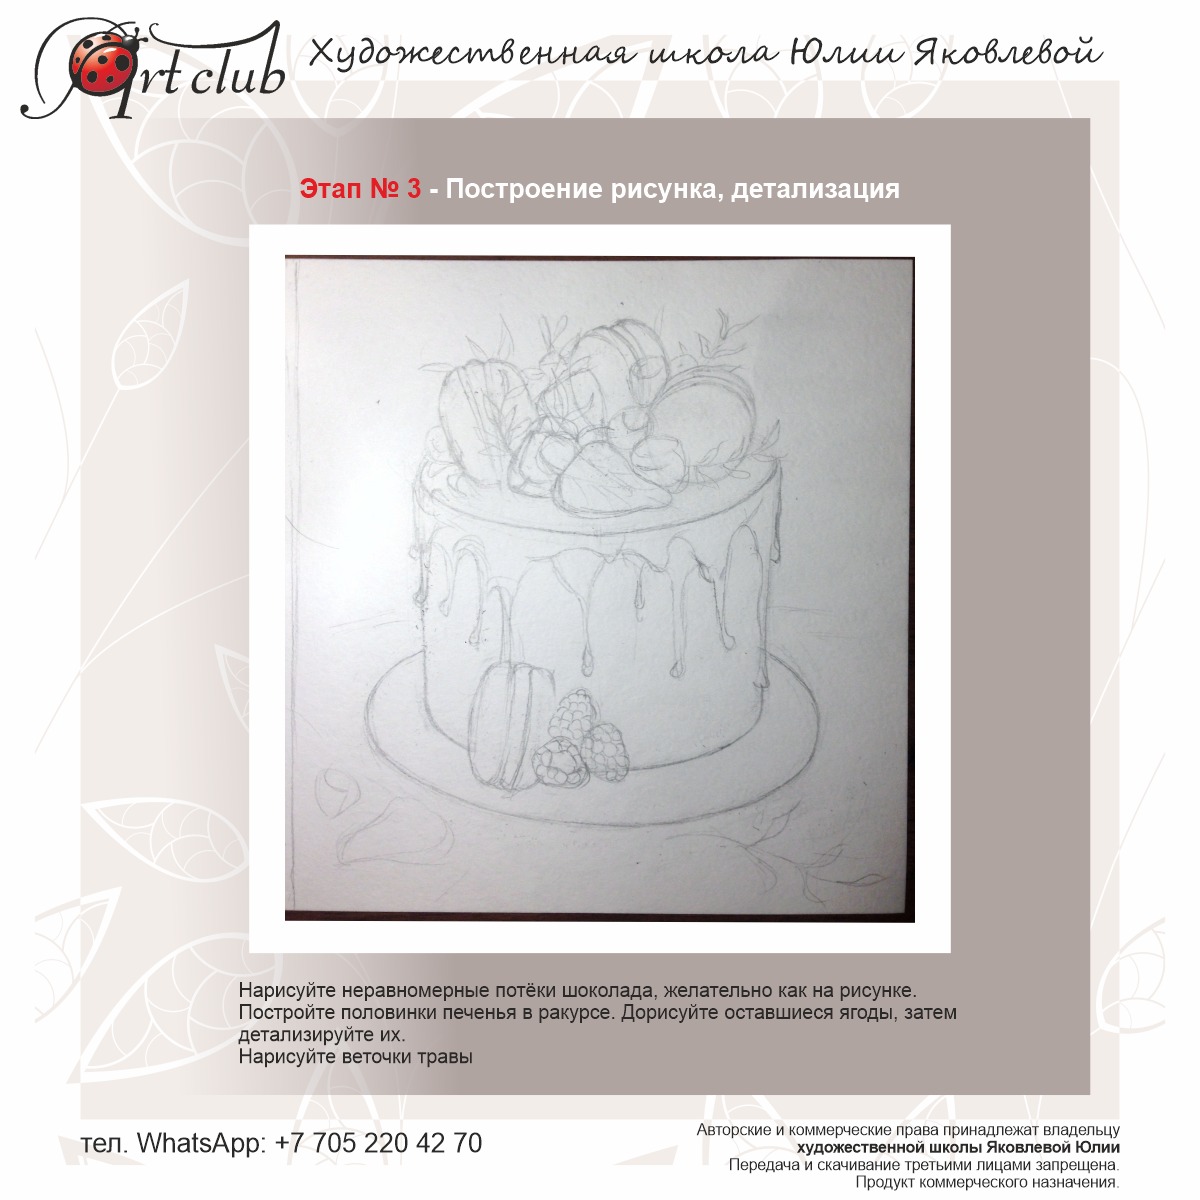 Art club
Художественная школа Юлии Яковлевой
Этап № 3 - Построение рисунка, детализация
Нарисуйте неравномерные потёки шоколада, желательно как на рисунке.
Постройте половинки печенья в ракурсе. Дорисуйте оставшиеся ягоды, затем
детализируйте их.
Нарисуйте веточки травы
тел. WhatsApp: +7 705 220 42 70
Авторские и коммерческие права принадлежат владельцу
художественной школы Яковлевой Юлии
Передача и скачивание третьими лицами запрещена.
Продукт коммерческого назначения.